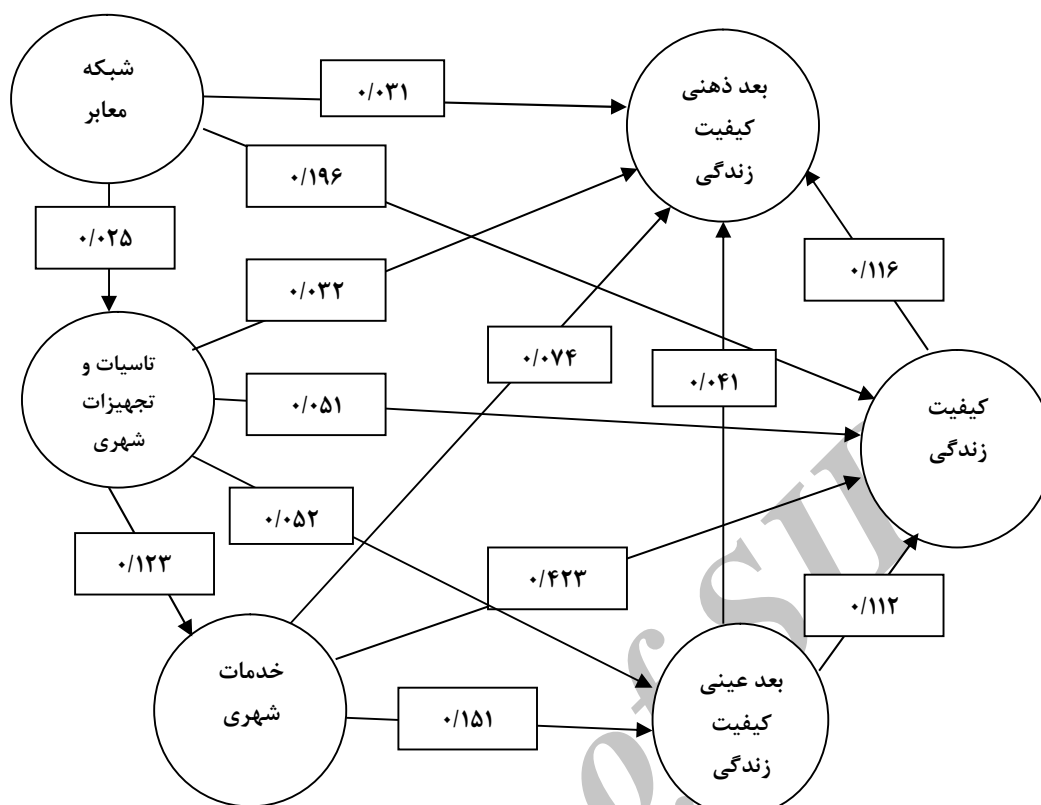 شبکه
معابر
۰/۰۳۱
بعد ذهنی
کیفیت
زندگی
۰/۱۹۶
۰/۰۲۵
۰/۰۳۲
۰/۱۱۶
تاسیات و
تجهیزات
شهری
۰/۰۷۴
۰/۰۴۱
۰/۰۵۱
کیفیت
زندگی
۰/۰۵۲
۰/۱۲۳
۰/۴۲۳
۰/۱۱۲
خدمات
شهری
۰/۱۵۱
بعد عینی
کیفیت
زندگی
of SI